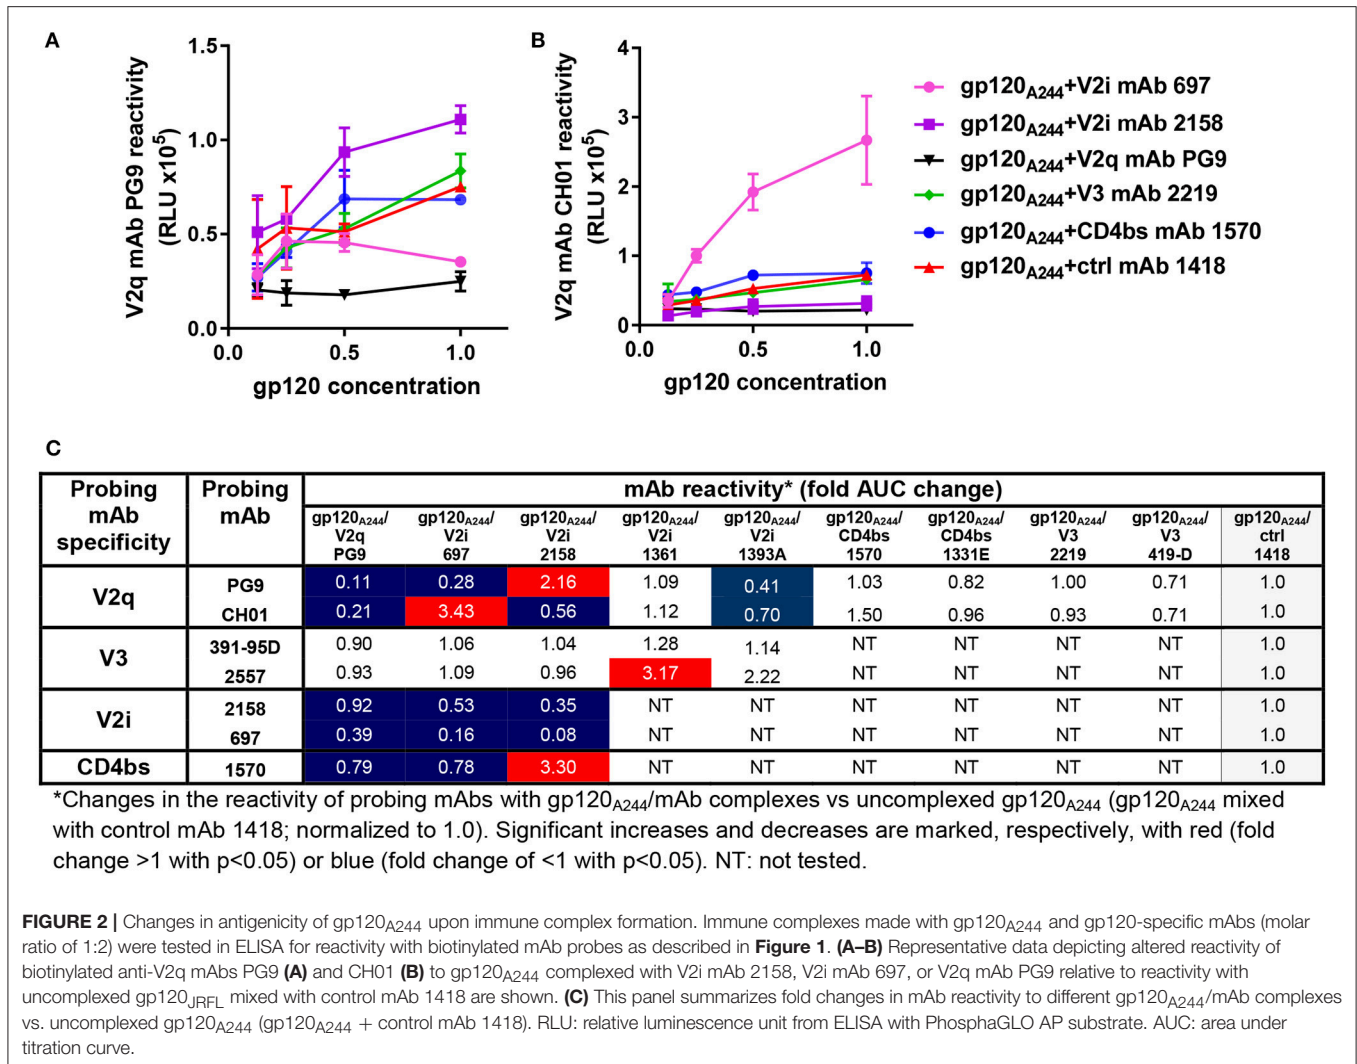 A
V2q mAb PG9 reactivity
(RLU x10⁵)
1.5
1.0
0.5
0.0
0.0
0.5
1.0
gp120 concentration
B
V2q mAb CH01 reactivity
(RLU x10⁵)
4
3
2
1
0
0.0
0.5
1.0
gp120 concentration
gp120A244+V2i mAb 697
gp120A244+V2i mAb 2158
gp120A244+V2q mAb PG9
gp120A244+V3 mAb 2219
gp120A244+CD4bs mAb 1570
gp120A244+ctrl mAb 1418
C
Probing mAb specificity | Probing mAb | mAb reactivity* (fold AUC change)
gp120A244/ V2q PG9 | gp120A244/ V2i 697 | gp120A244/ V2i 2158 | gp120A244/ V2i 1361 | gp120A244/ V2i 1393A | gp120A244/ CD4bs 1570 | gp120A244/ CD4bs 1331E | gp120A244/ V3 2219 | gp120A244/ V3 419-D | gp120A244/ ctrl 1418
V2q | PG9 | 0.11 | 0.28 | 2.16 | 1.09 | 0.41 | 1.03 | 0.82 | 1.00 | 0.71 | 1.0
CH01 | 0.21 | 3.43 | 0.56 | 1.12 | 0.70 | 1.50 | 0.96 | 0.93 | 0.71 | 1.0
V3 | 391-95D | 0.90 | 1.06 | 1.04 | 1.28 | 1.14 | NT | NT | NT | NT | 1.0
2557 | 0.93 | 1.09 | 0.96 | 3.17 | 2.22 | NT | NT | NT | NT | 1.0
V2i | 2158 | 0.92 | 0.53 | 0.35 | NT | NT | NT | NT | NT | NT | 1.0
697 | 0.39 | 0.16 | 0.08 | NT | NT | NT | NT | NT | NT | 1.0
CD4bs | 1570 | 0.79 | 0.78 | 3.30 | NT | NT | NT | NT | NT | NT | 1.0
*Changes in the reactivity of probing mAbs with gp120A244/mAb complexes vs uncomplexed gp120A244 (gp120A244 mixed
with control mAb 1418; normalized to 1.0). Significant increases and decreases are marked, respectively, with red (fold
change >1 with p<0.05) or blue (fold change of <1 with p<0.05). NT: not tested.
FIGURE 2 | Changes in antigenicity of gp120A244 upon immune complex formation. Immune complexes made with gp120A244 and gp120-specific mAbs (molar
ratio of 1:2) were tested in ELISA for reactivity with biotinylated mAb probes as described in Figure 1. (A–B) Representative data depicting altered reactivity of
biotinylated anti-V2q mAbs PG9 (A) and CH01 (B) to gp120A244 complexed with V2i mAb 2158, V2i mAb 697, or V2q mAb PG9 relative to reactivity with
uncomplexed gp120JRFL mixed with control mAb 1418 are shown. (C) This panel summarizes fold changes in mAb reactivity to different gp120A244/mAb complexes
vs. uncomplexed gp120A244 (gp120A244 + control mAb 1418). RLU: relative luminescence unit from ELISA with PhosphaGLO AP substrate. AUC: area under
titration curve.